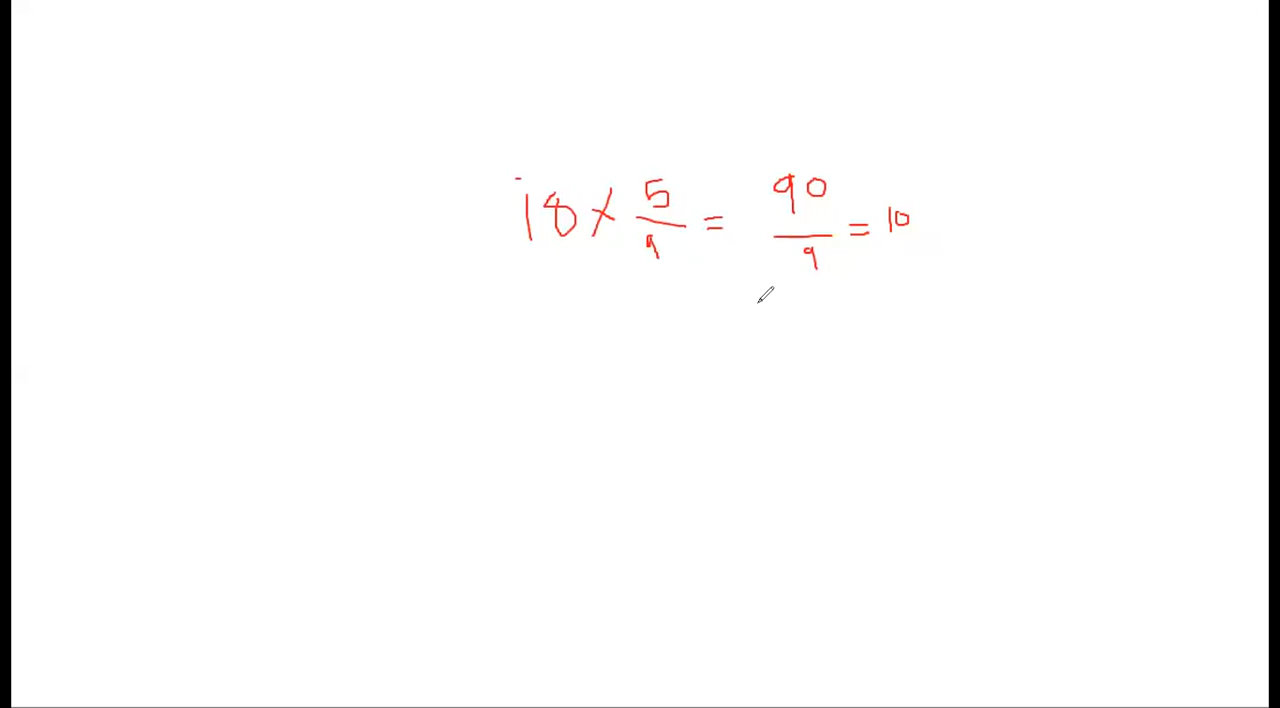 18 × 5/9 = 90/9 = 10